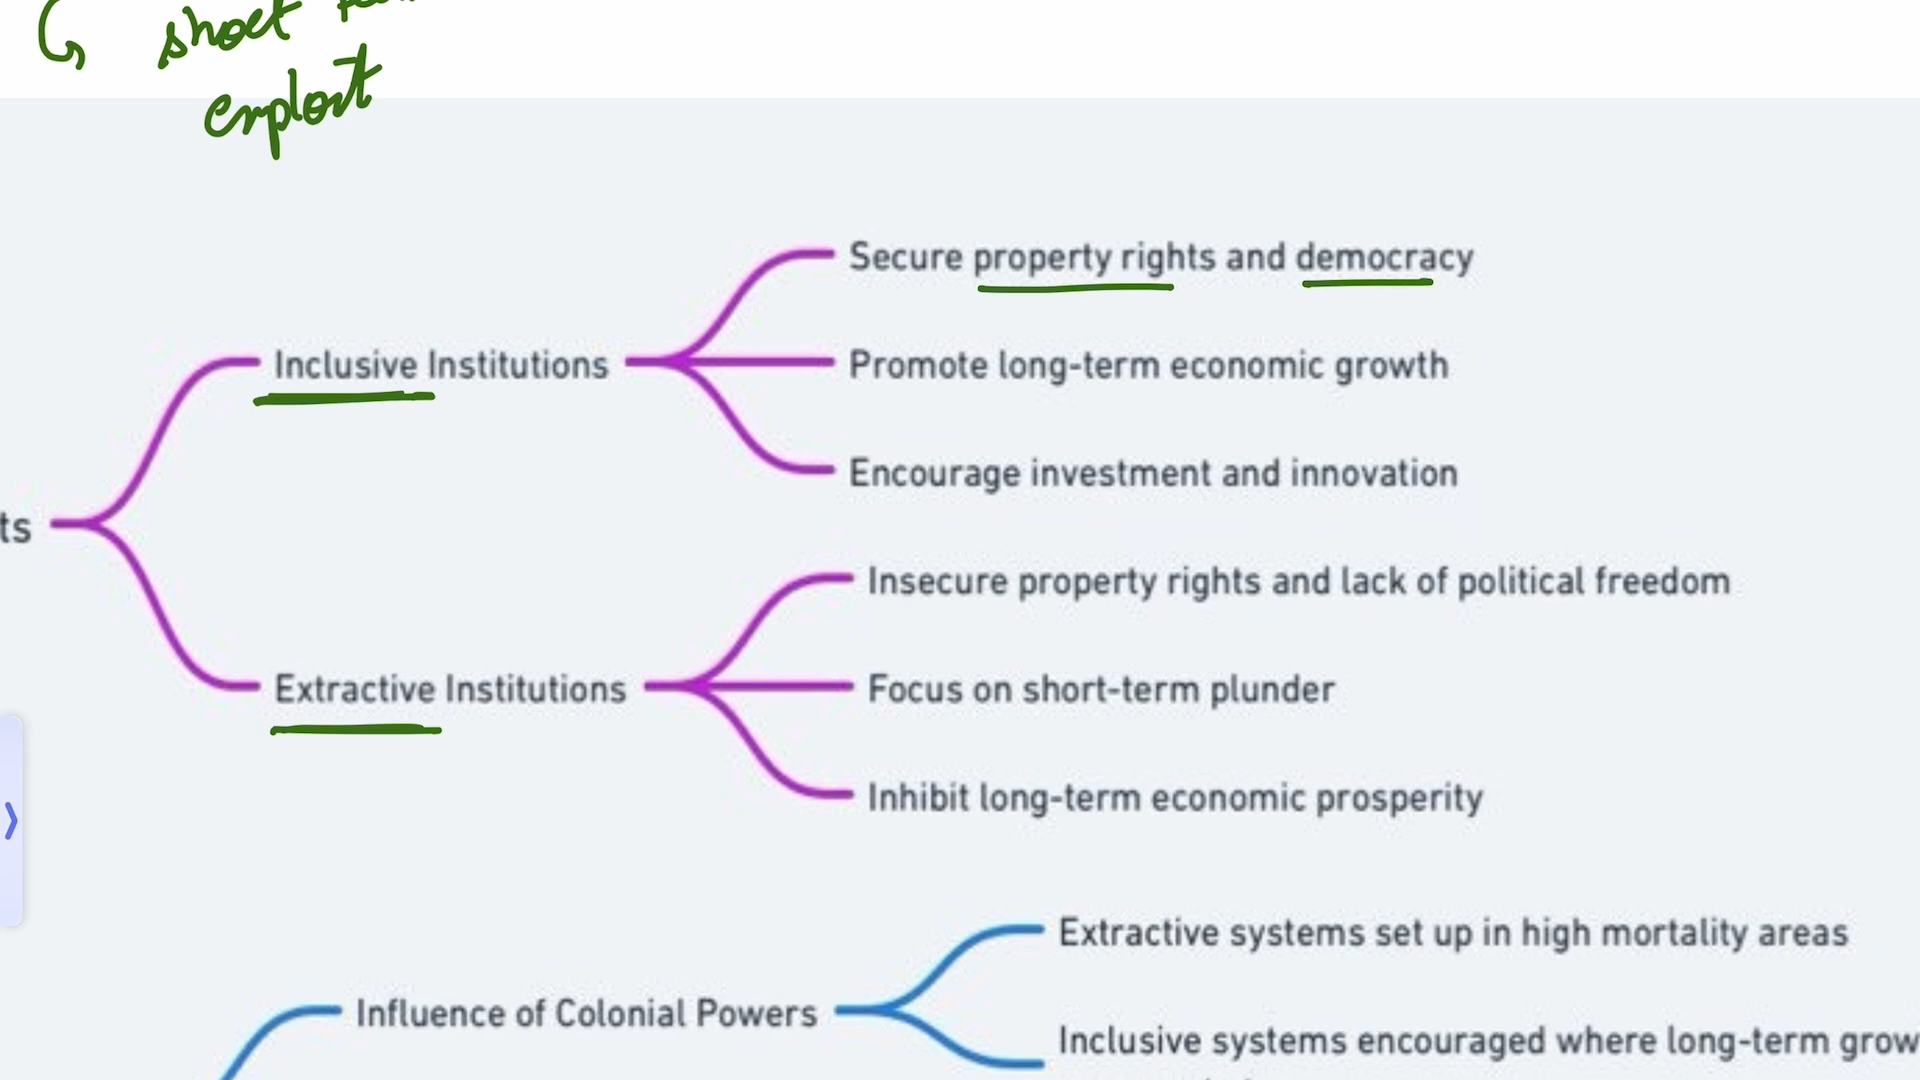 short
exploit
Secure property rights and democracy
Inclusive Institutions
Promote long-term economic growth
Encourage investment and innovation
ts
Insecure property rights and lack of political freedom
Extractive Institutions
Focus on short-term plunder
Inhibit long-term economic prosperity
Extractive systems set up in high mortality areas
Influence of Colonial Powers
Inclusive systems encouraged where long-term grow